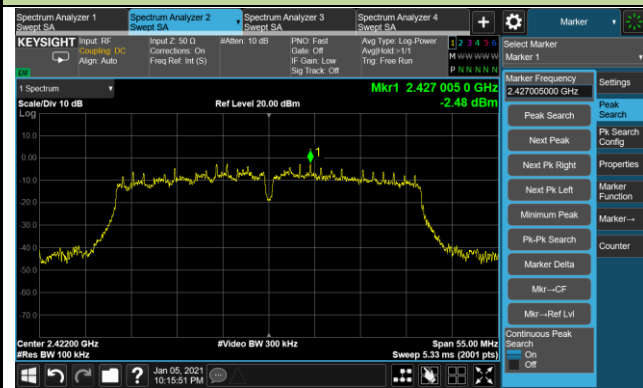 Spectrum Analyzer 1
Swept SA
Spectrum Analyzer 2
Swept SA
Spectrum Analyzer 3
Swept SA
Spectrum Analyzer 4
Swept SA
+
Marker
KEYSIGHT
Input: RF
Coupling: DC
Align: Auto
Input Z: 50 Ω
Corrections: On
Freq Ref: Int (S)
#Atten: 10 dB
PNO: Fast
Gate: Off
IF Gain: Low
Sig Track: Off
Avg Type: Log-Power
Avg|Hold:>1/1
Trig: Free Run
1 2 3 4 5 6
M W W W W W
P N N N N N
LW
Select Marker
Marker 1
1 Spectrum
Scale/Div 10 dB
Log
Ref Level 20.00 dBm
Mkr1 2.427 005 0 GHz
-2.48 dBm
10.0
0.00
-10.0
-20.0
-30.0
-40.0
-50.0
-60.0
-70.0
1
Center 2.42200 GHz
#Res BW 100 kHz
#Video BW 300 kHz
Span 55.00 MHz
Sweep 5.33 ms (2001 pts)
Marker Frequency
2.427005000 GHz
Peak Search
Next Peak
Next Pk Right
Next Pk Left
Minimum Peak
Pk-Pk Search
Marker Delta
Mkr→CF
Mkr→Ref Lvl
Continuous Peak
Search
On
Off
Settings
Peak
Search
Pk Search
Config
Properties
Marker
Function
Marker→
Counter
?
Jan 05, 2021
10:15:51 PM